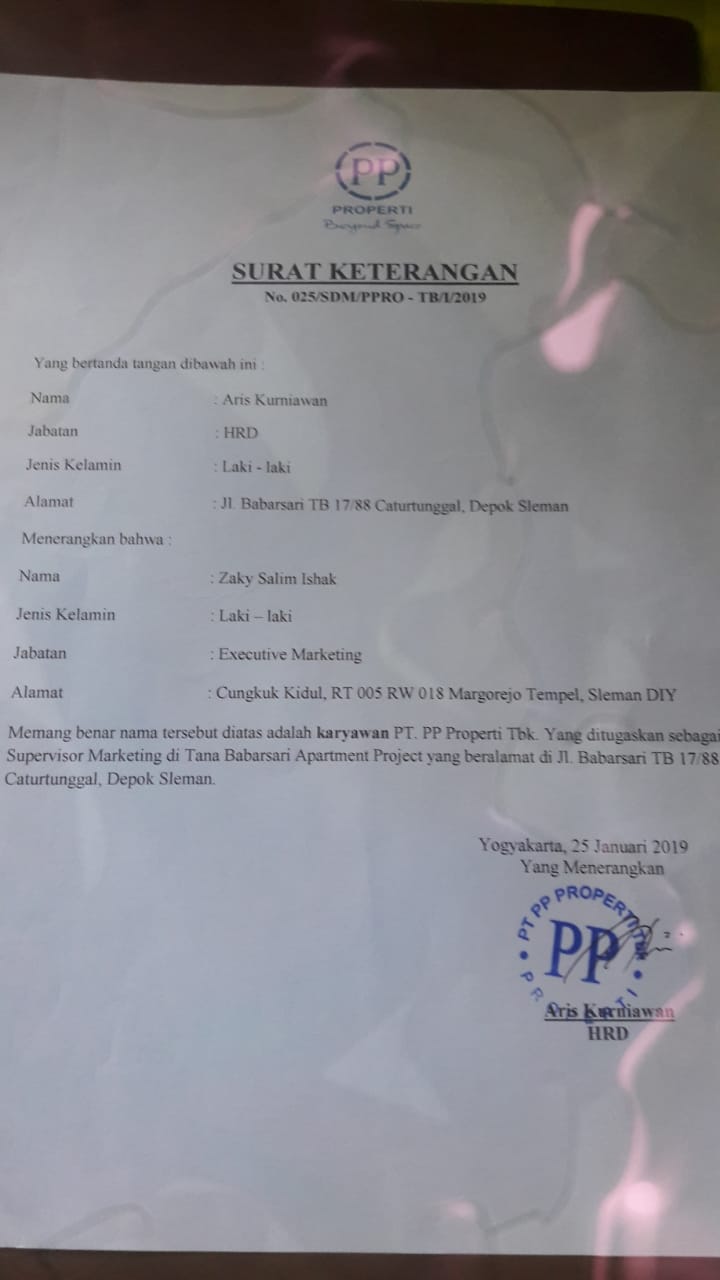 PP
PROPERTI
Beyond Space
SURAT KETERANGAN
No. 025/SDM/PPRO - TB/I/2019
Yang bertanda tangan dibawah ini :
Nama : Aris Kurniawan
Jabatan : HRD
Jenis Kelamin : Laki - laki
Alamat : Jl. Babarsari TB 17/88 Caturtunggal, Depok Sleman
Menerangkan bahwa :
Nama : Zaky Salim Ishak
Jenis Kelamin : Laki – laki
Jabatan : Executive Marketing
Alamat : Cungkuk Kidul, RT 005 RW 018 Margorejo Tempel, Sleman DIY
Memang benar nama tersebut diatas adalah karyawan PT. PP Properti Tbk. Yang ditugaskan sebagai
Supervisor Marketing di Tana Babarsari Apartment Project yang beralamat di Jl. Babarsari TB 17/88
Caturtunggal, Depok Sleman.
Yogyakarta, 25 Januari 2019
Yang Menerangkan
PT PP PROPERTI Tbk
PP
Aris Kurniawan
HRD